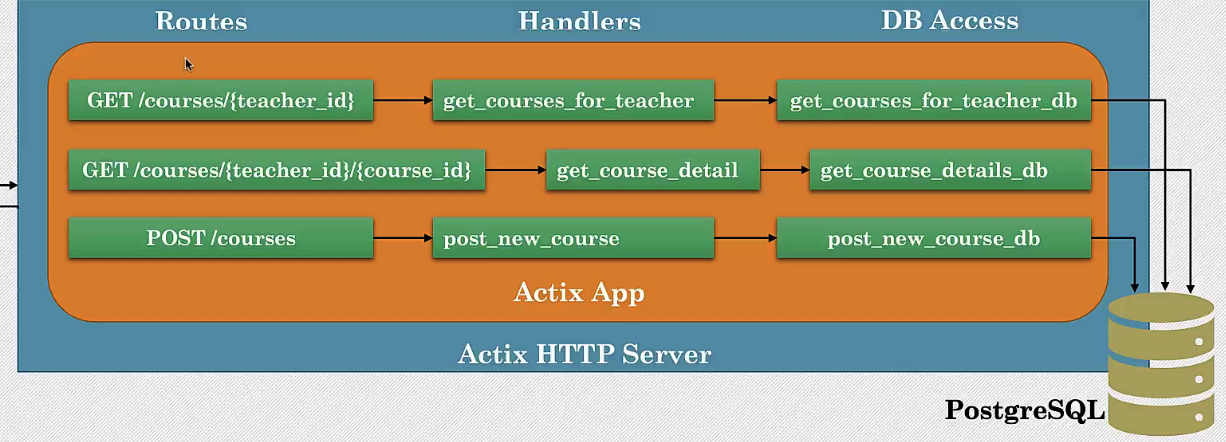 Routes Handlers DB Access
GET /courses/{teacher_id} get_courses_for_teacher get_courses_for_teacher_db
GET /courses/{teacher_id}/{course_id} get_course_detail get_course_details_db
POST /courses post_new_course post_new_course_db
Actix App
Actix HTTP Server
PostgreSQL